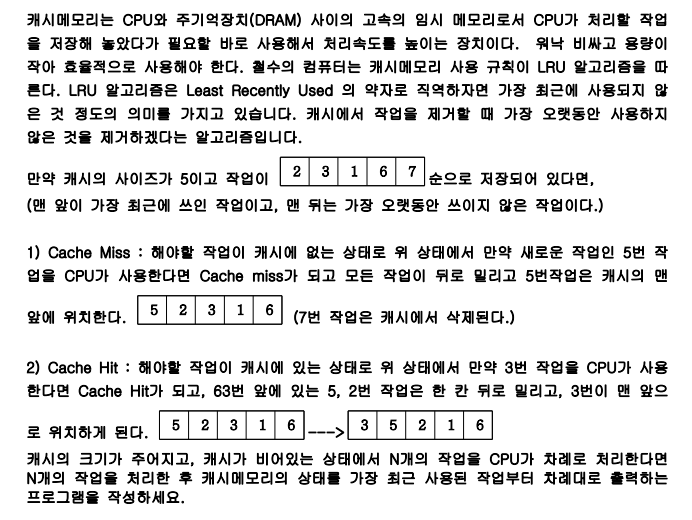 캐시메모리는 CPU와 주기억장치(DRAM) 사이의 고속의 임시 메모리로서 CPU가 처리할 작업
을 저장해 놓았다가 필요할 바로 사용해서 처리속도를 높이는 장치이다. 워낙 비싸고 용량이
작아 효율적으로 사용해야 한다. 철수의 컴퓨터는 캐시메모리 사용 규칙이 LRU 알고리즘을 따
른다. LRU 알고리즘은 Least Recently Used 의 약자로 직역하자면 가장 최근에 사용되지 않
은 것 정도의 의미를 가지고 있습니다. 캐시에서 작업을 제거할 때 가장 오랫동안 사용하지
않은 것을 제거하겠다는 알고리즘입니다.
만약 캐시의 사이즈가 5이고 작업이 2 3 1 6 7 순으로 저장되어 있다면,
(맨 앞이 가장 최근에 쓰인 작업이고, 맨 뒤는 가장 오랫동안 쓰이지 않은 작업이다.)
1) Cache Miss : 해야할 작업이 캐시에 없는 상태로 위 상태에서 만약 새로운 작업인 5번 작
업을 CPU가 사용한다면 Cache miss가 되고 모든 작업이 뒤로 밀리고 5번작업은 캐시의 맨
앞에 위치한다. 5 2 3 1 6 (7번 작업은 캐시에서 삭제된다.)
2) Cache Hit : 해야할 작업이 캐시에 있는 상태로 위 상태에서 만약 3번 작업을 CPU가 사용
한다면 Cache Hit가 되고, 63번 앞에 있는 5, 2번 작업은 한 칸 뒤로 밀리고, 3번이 맨 앞으
로 위치하게 된다. 5 2 3 1 6 ---> 3 5 2 1 6
캐시의 크기가 주어지고, 캐시가 비어있는 상태에서 N개의 작업을 CPU가 차례로 처리한다면
N개의 작업을 처리한 후 캐시메모리의 상태를 가장 최근 사용된 작업부터 차례대로 출력하는
프로그램을 작성하세요.